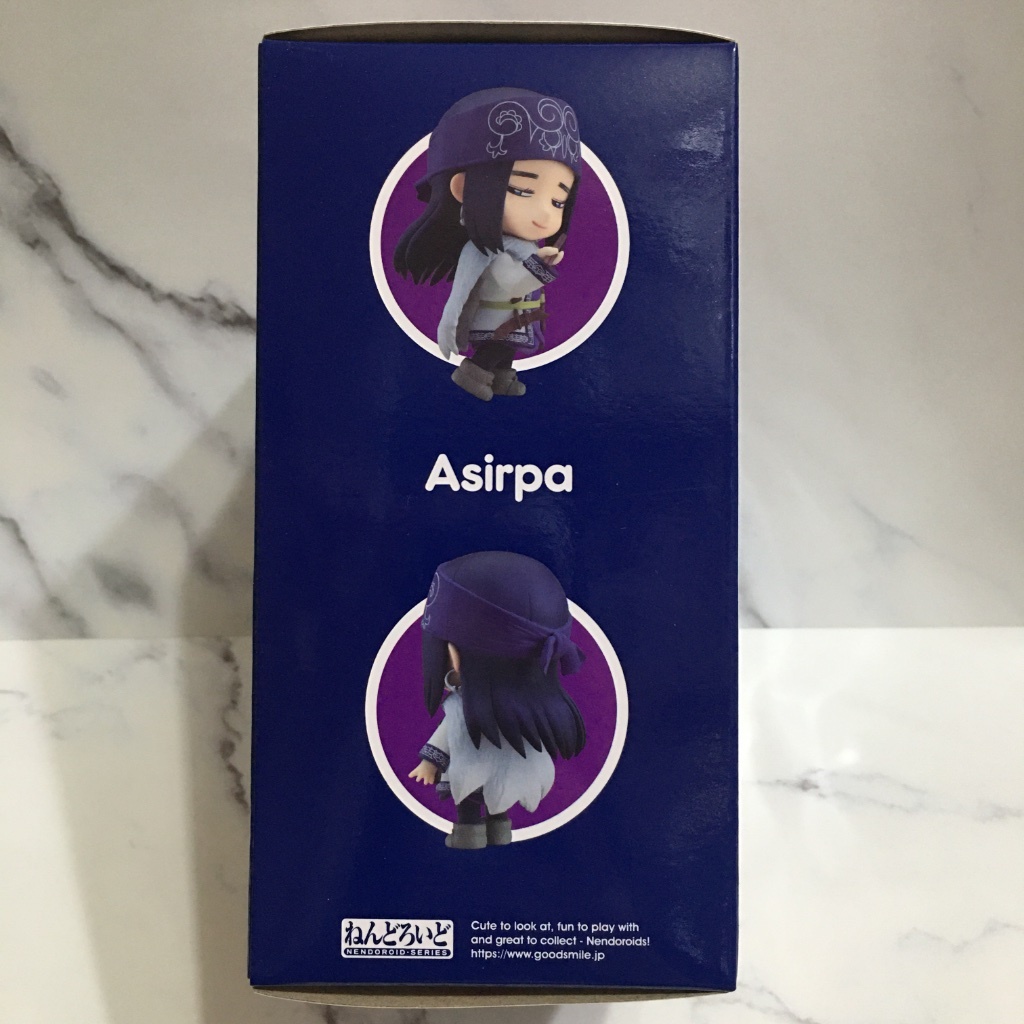 Asirpa
ねんどろいど
NENDOROID-SERIES
Cute to look at, fun to play with
and great to collect - Nendoroids!
https://www.goodsmile.jp